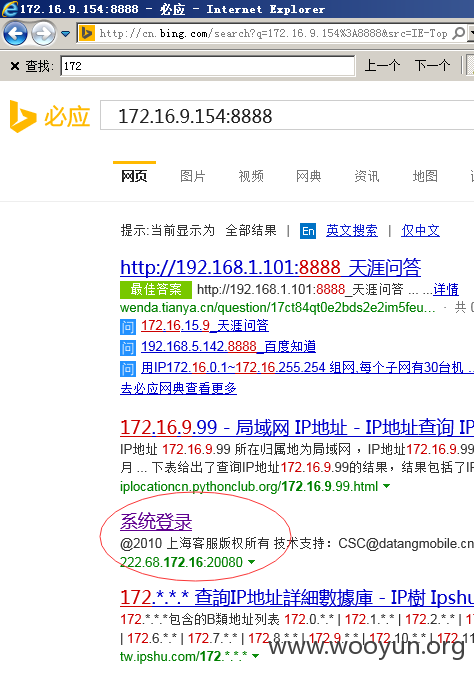 172.16.9.154:8888 - 必应 - Internet Explorer
http://cn.bing.com/search?q=172.16.9.154%3A8888&src=IE-Top
查找: 172 上一个 下一个
必应 172.16.9.154:8888
网页 图片 视频 网典 资讯 地图
提示:当前显示为 全部结果 | En 英文搜索 | 仅中文
http://192.168.1.101:8888_天涯问答
最佳答案 http://192.168.1.101:8888_天涯问答 ... ...详情
wenda.tianya.cn/question/17ct84qt0e2bds2e2im5feu... · 共
问 172.16.15.9_天涯问答
问 192.168.5.142.8888_百度知道
问 用IP172.16.0.1~172.16.255.254 组网,每个子网有30台机 ...
去必应网典查看更多
172.16.9.99 - 局域网 IP地址 - IP地址查询 IP
IP地址 172.16.9.99 所在归属地为局域网 ，IP地址172.16.9.99
月 ... 下表给出了查询IP地址172.16.9.99的结果，结果包括了IP
iplocationcn.pythonclub.org/172.16.9.99.html
系统登录
@2010 上海客服版权所有 技术支持：CSC@datangmobile.cn
222.68.172.16:20080
172.*.*.* 查詢IP地址詳細數據庫 - IP樹 Ipshu
172.*.*.*包含的B類地址列表 172.0.*.* | 172.1.*.* | 172.2.*.* |
| 172.6.*.* | 172.7.*.* | 172.8.*.* | 172.9.*.* | 172.10.*.* | 172.11
tw.ipshu.com/172.*.*.*
www.wooyun.org